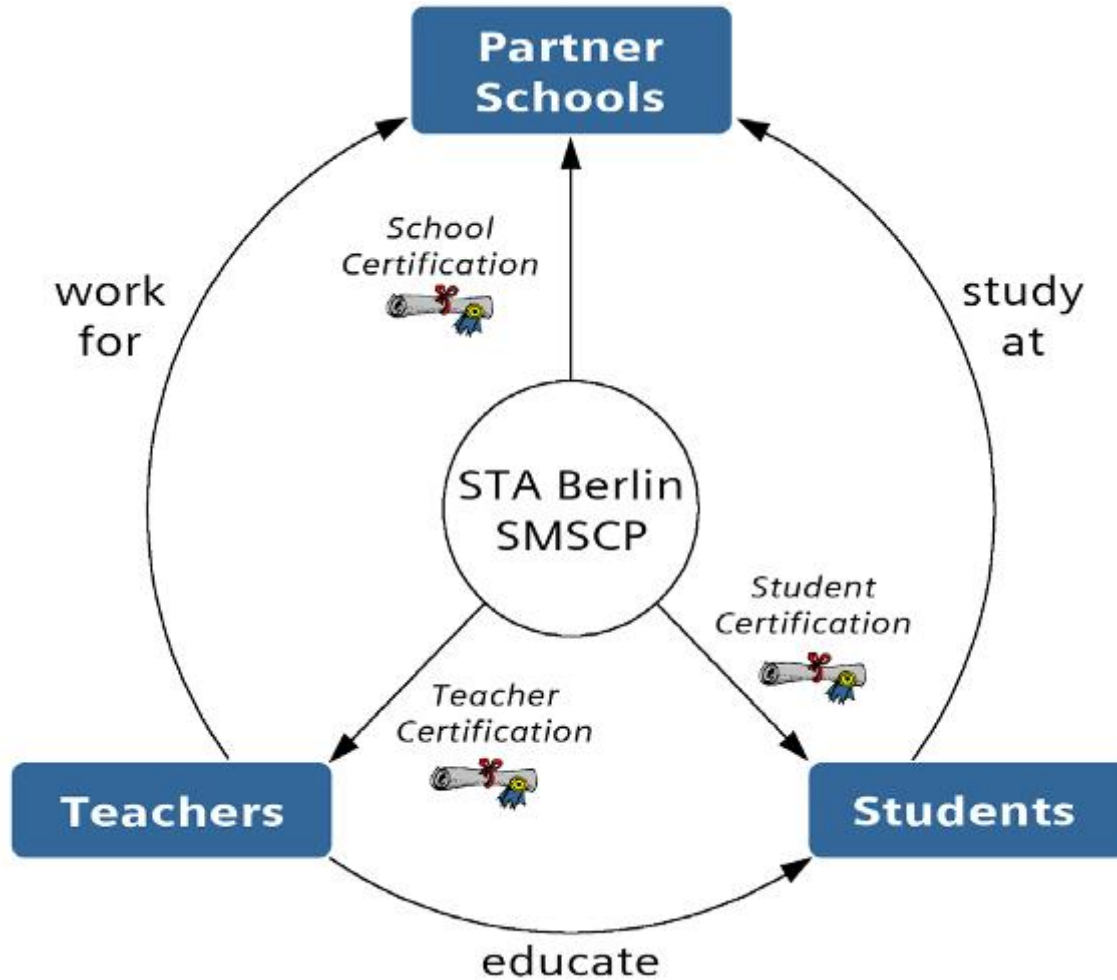 Partner
Schools
School
Certification
work
for
study
at
STA Berlin
SMSCP
Student
Certification
Teacher
Certification
Teachers
Students
educate